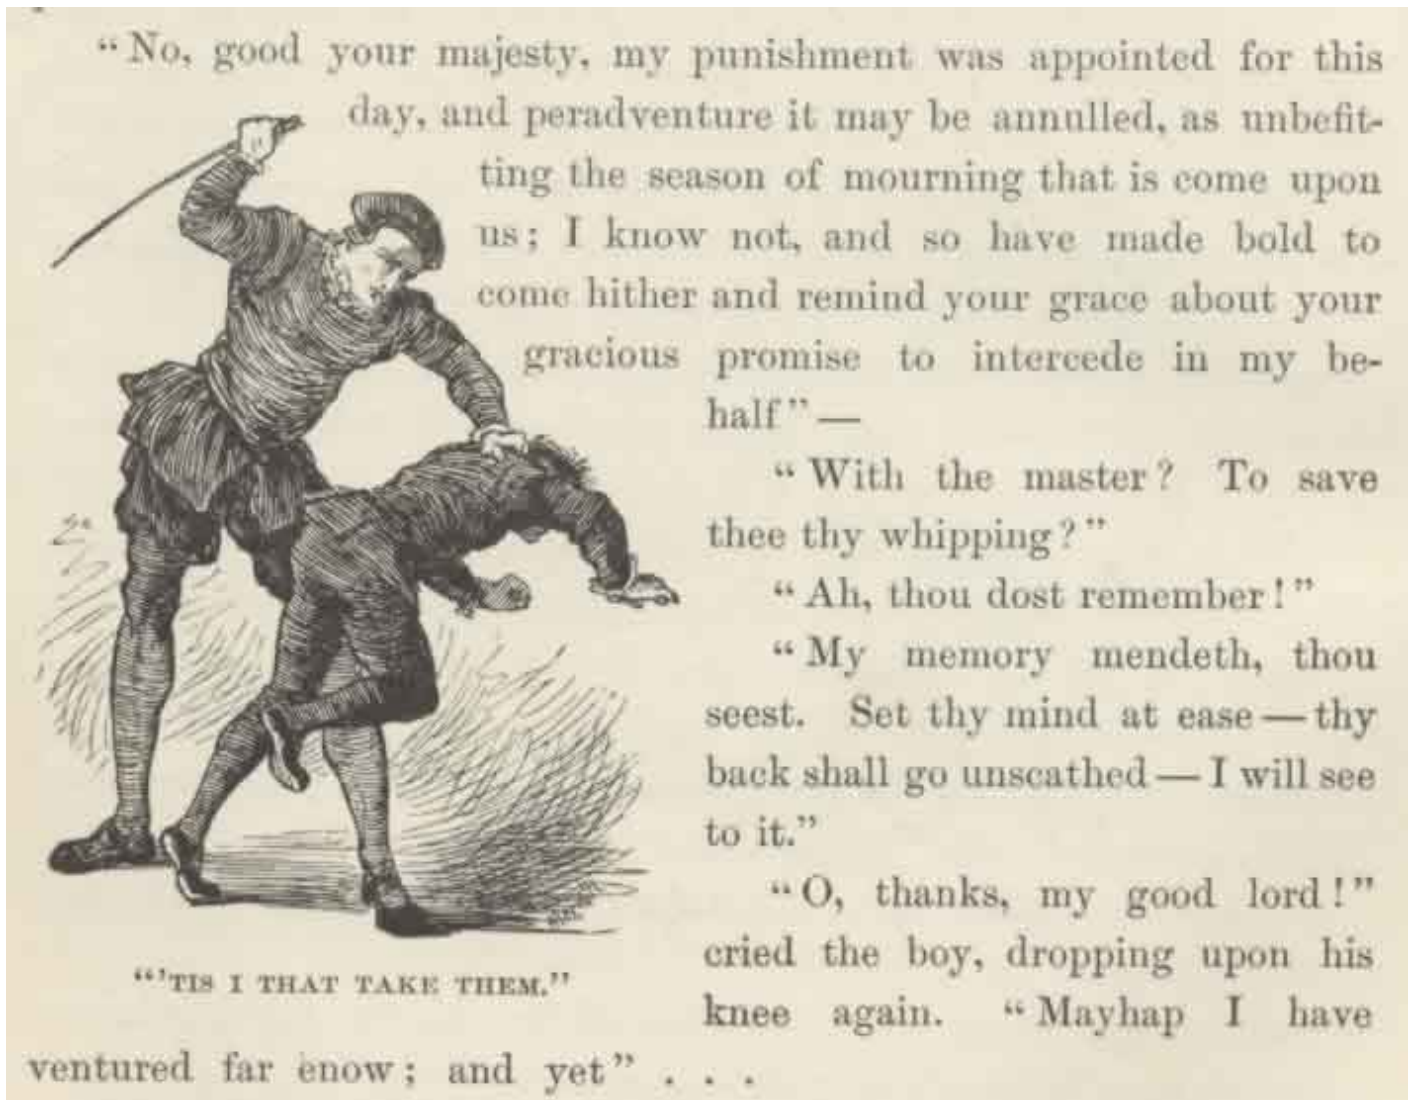 “No, good your majesty, my punishment was appointed for this
day, and peradventure it may be annulled, as unbefit-
ting the season of mourning that is come upon
us; I know not, and so have made bold to
come hither and remind your grace about your
gracious promise to intercede in my be-
half”—
“With the master? To save
thee thy whipping?”
“Ah, thou dost remember!”
“My memory mendeth, thou
seest. Set thy mind at ease—thy
back shall go unscathed—I will see
to it.”
“O, thanks, my good lord!”
cried the boy, dropping upon his
knee again. “Mayhap I have
ventured far enow; and yet” . . .
“’TIS I THAT TAKE THEM.”